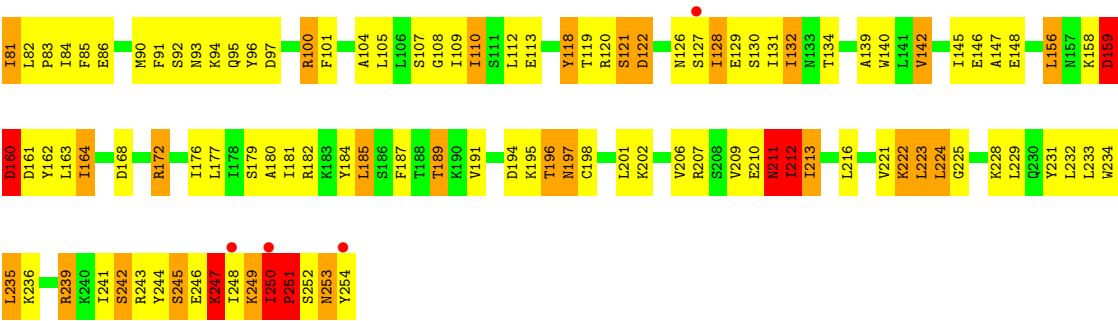 I81 L82 P83 I84 F85 E86 M90 F91 S92 N93 K94 Q95 Y96 D97 R100 F101 A104 L105 L106 S107 G108 I109 I110 S111 L112 E113 Y118 T119 R120 S121 D122 N126 S127 I128 E129 S130 I131 I132 N133 T134 A139 W140 L141 V142 I145 E146 A147 E148 L156 N157 K158 D159
D160 D161 Y162 L163 I164 D168 R172 I176 L177 I178 S179 A180 I181 R182 K183 Y184 L185 S186 F187 T188 T189 K190 V191 D194 K195 T196 N197 C198 L201 K202 V206 R207 S208 V209 E210 N211 I212 I213 L216 V221 K222 L223 L224 G225 K228 L229 Q230 Y231 L232 L233 W234
L235 K236 R239 K240 I241 S242 R243 Y244 S245 E246 K247 I248 K249 I250 P251 S252 N253 Y254